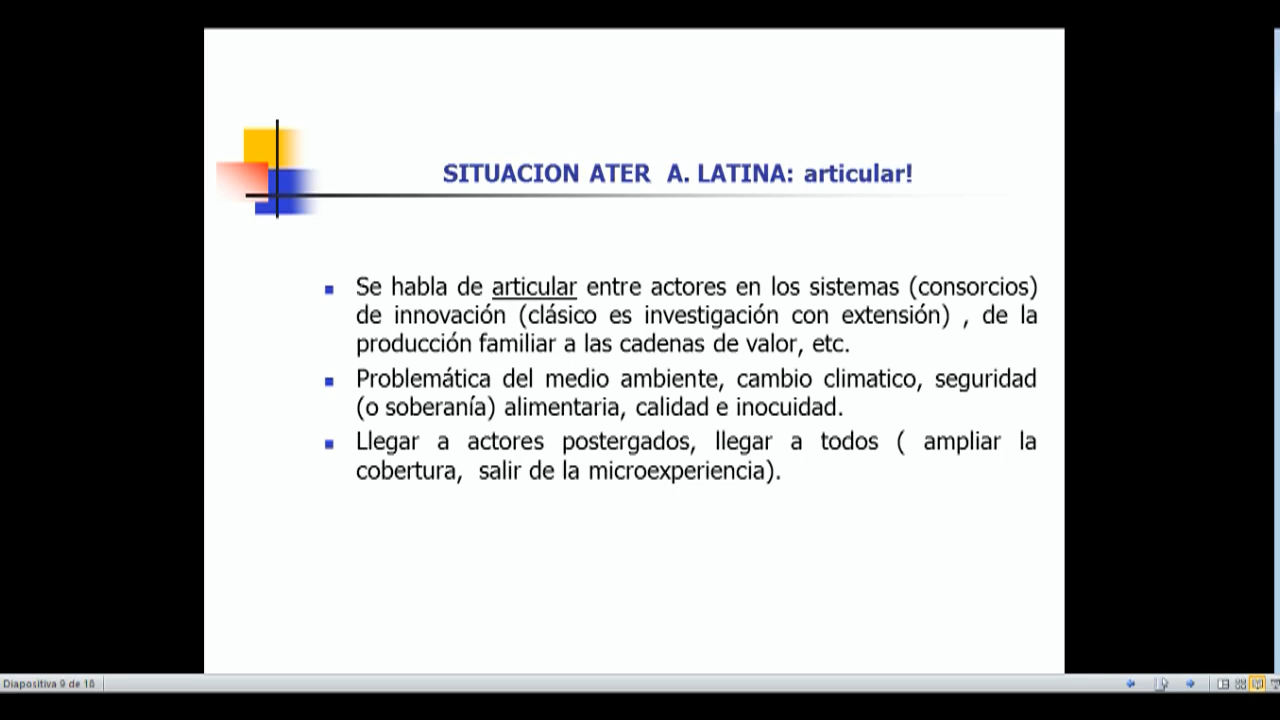 SITUACION ATER A. LATINA: articular!
Se habla de articular entre actores en los sistemas (consorcios)
de innovación (clásico es investigación con extensión) , de la
producción familiar a las cadenas de valor, etc.
Problemática del medio ambiente, cambio climatico, seguridad
(o soberanía) alimentaria, calidad e inocuidad.
Llegar a actores postergados, llegar a todos ( ampliar la
cobertura, salir de la microexperiencia).
Diapositiva 9 de 18